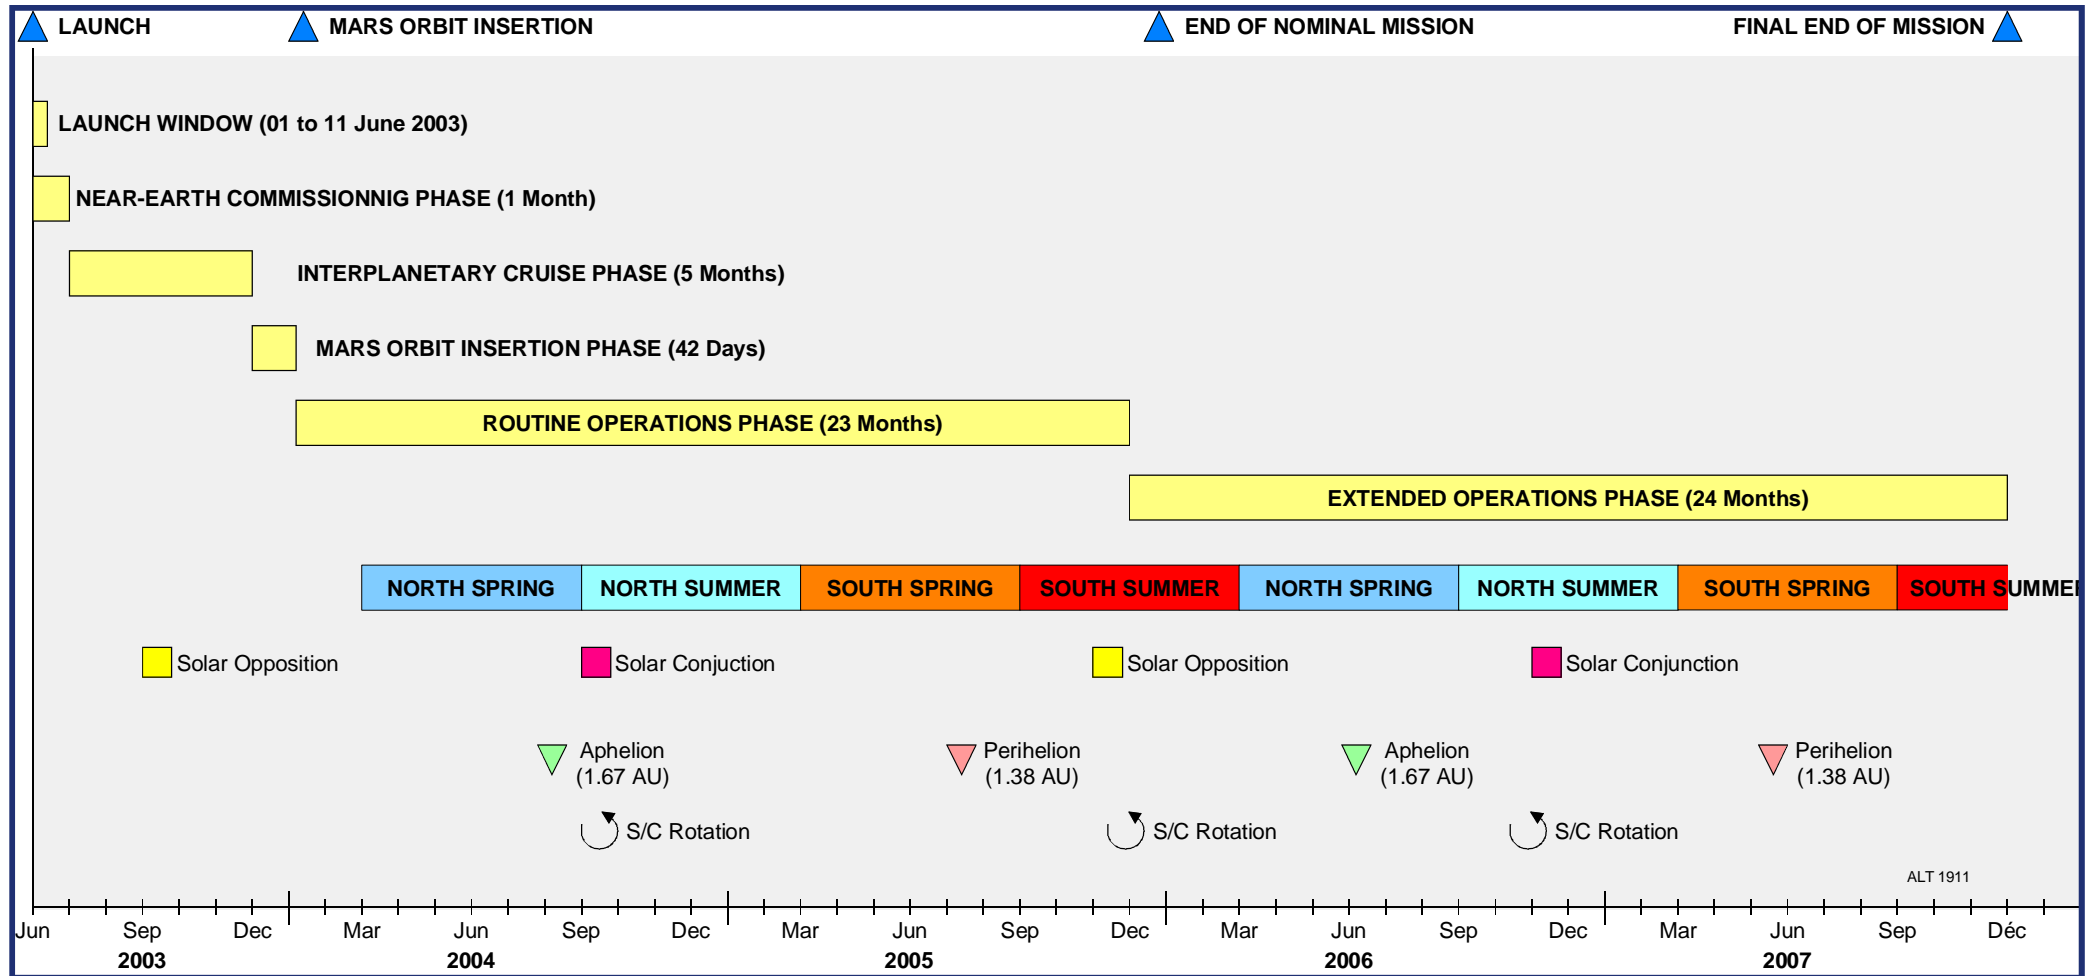 LAUNCH
MARS ORBIT INSERTION
END OF NOMINAL MISSION
FINAL END OF MISSION
LAUNCH WINDOW (01 to 11 June 2003)
NEAR-EARTH COMMISSIONNIG PHASE (1 Month)
INTERPLANETARY CRUISE PHASE (5 Months)
MARS ORBIT INSERTION PHASE (42 Days)
ROUTINE OPERATIONS PHASE (23 Months)
EXTENDED OPERATIONS PHASE (24 Months)
NORTH SPRING
NORTH SUMMER
SOUTH SPRING
SOUTH SUMMER
NORTH SPRING
NORTH SUMMER
SOUTH SPRING
SOUTH SUMMER
Solar Opposition
Solar Conjuction
Solar Opposition
Solar Conjunction
Aphelion
(1.67 AU)
Perihelion
(1.38 AU)
Aphelion
(1.67 AU)
Perihelion
(1.38 AU)
S/C Rotation
S/C Rotation
S/C Rotation
ALT 1911
Jun Sep Dec Mar Jun Sep Dec Mar Jun Sep Dec Mar Jun Sep Dec Mar Jun Sep Déc
2003 2004 2005 2006 2007